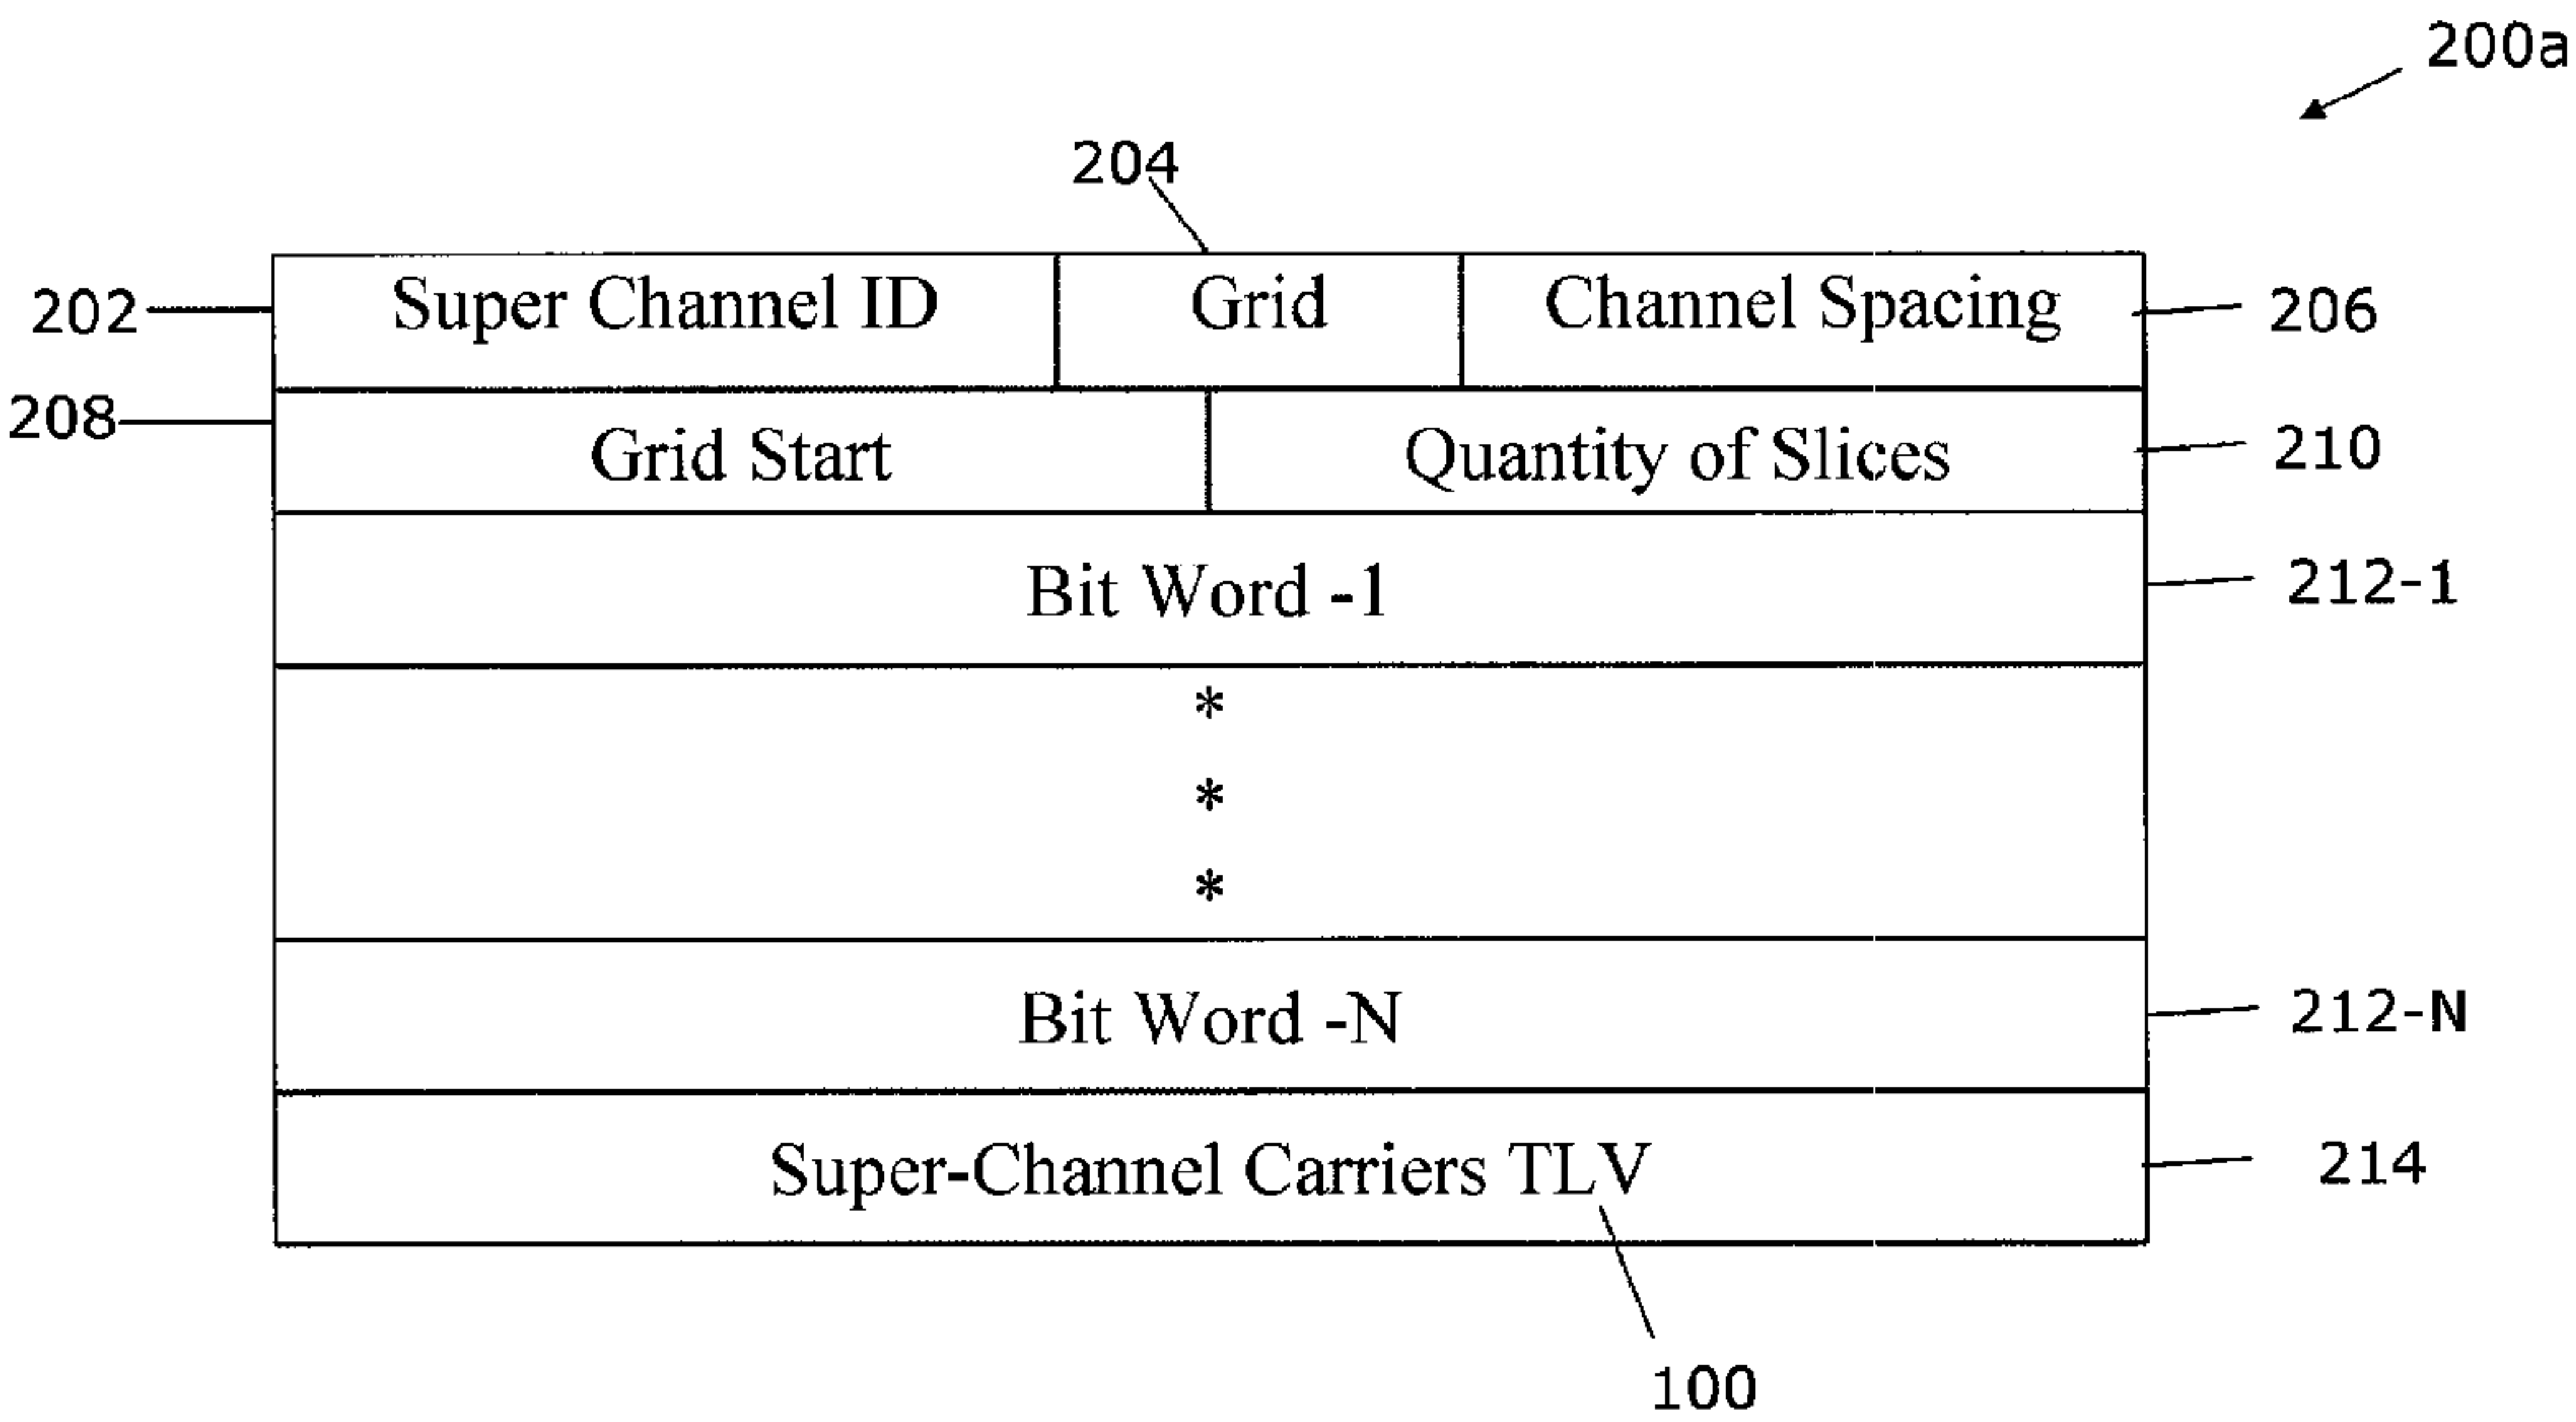 200a
204
202 Super Channel ID Grid Channel Spacing 206
208 Grid Start Quantity of Slices 210
Bit Word -1 212-1
*
*
*
Bit Word -N 212-N
Super-Channel Carriers TLV 214
100